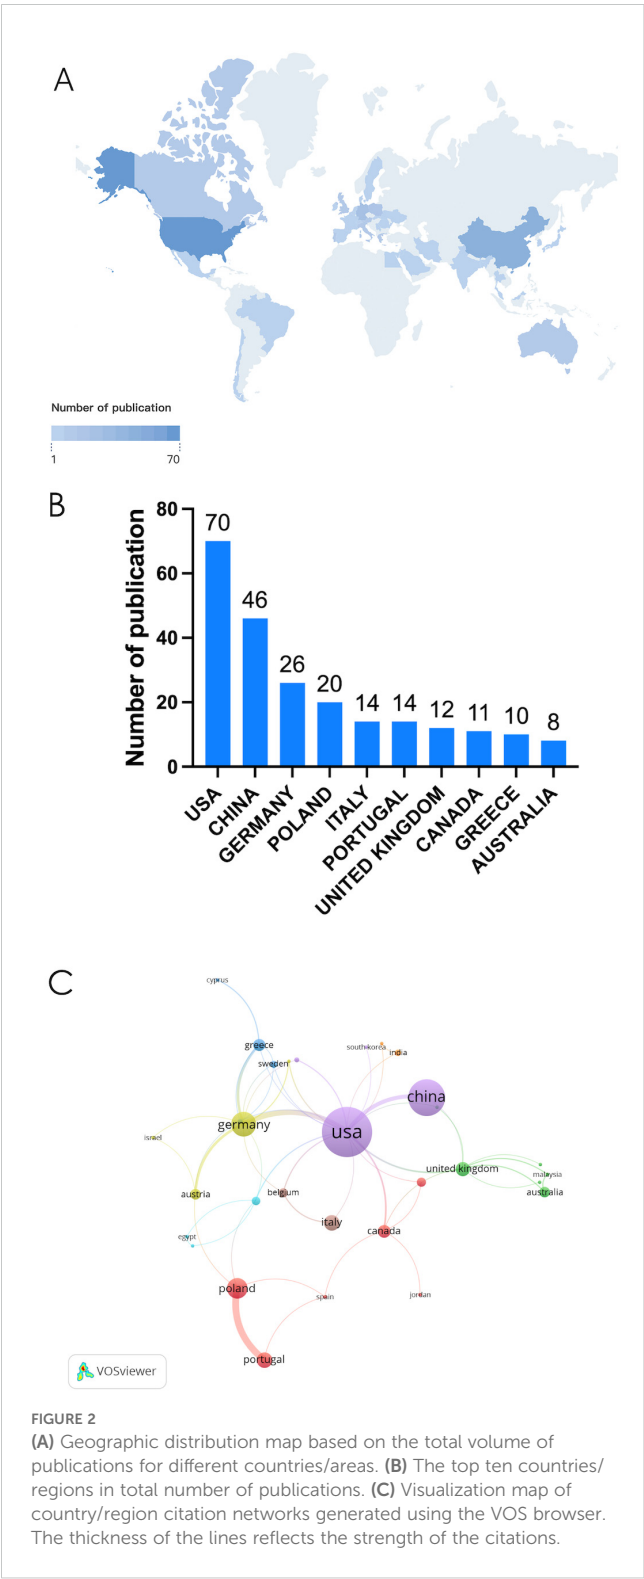 A
Number of publication
1 70
B
Number of publication
80
60
40
20
0
70
46
26
20
14
14
12
11
10
8
USA
CHINA
GERMANY
POLAND
ITALY
PORTUGAL
UNITED KINGDOM
CANADA
GREECE
AUSTRALIA
C
cyprus
greece
south korea
india
sweden
china
germany
usa
israel
united kingdom
malaysia
austria
belgium
australia
italy
canada
egypt
poland
spain
jordan
portugal
VOSviewer
FIGURE 2
(A) Geographic distribution map based on the total volume of
publications for different countries/areas. (B) The top ten countries/
regions in total number of publications. (C) Visualization map of
country/region citation networks generated using the VOS browser.
The thickness of the lines reflects the strength of the citations.